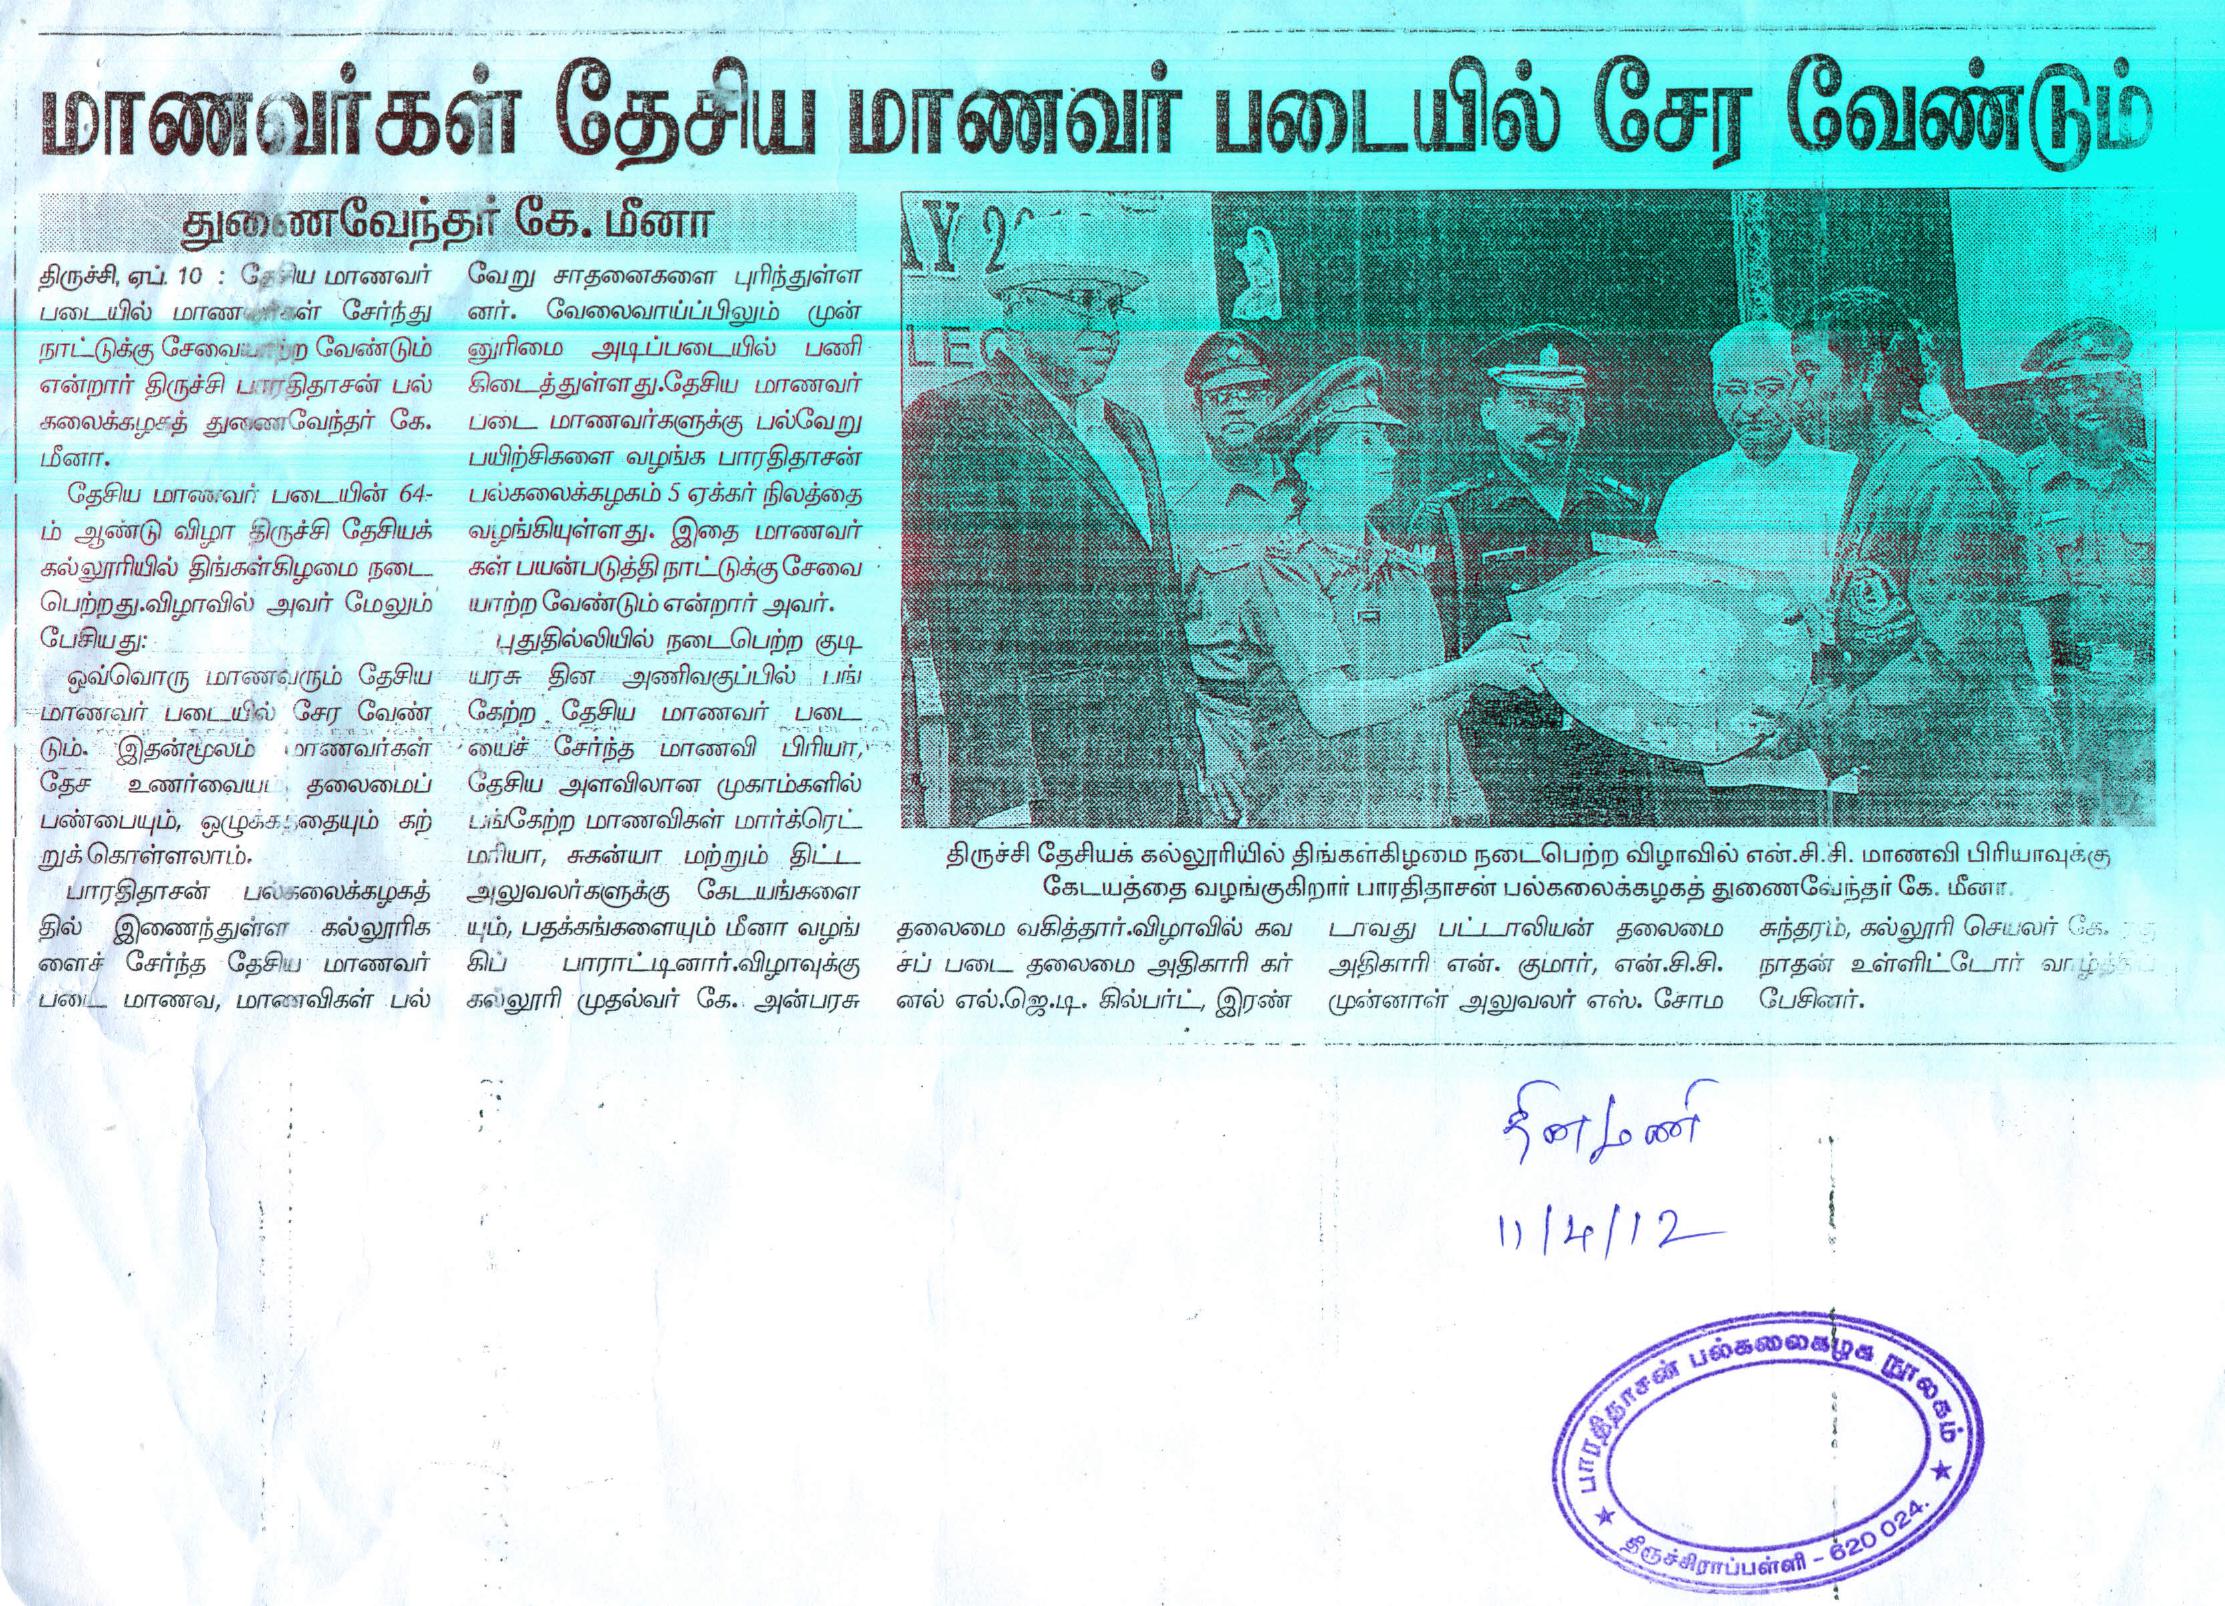 மாணவர்கள் தேசிய மாணவர் படையில் சேர வேண்டும்
துணைவேந்தர் கே. மீனா
திருச்சி, ஏப். 10 : தேசிய மாணவர்
படையில் மாணவர்கள் சேர்ந்து
நாட்டுக்கு சேவையாற்ற வேண்டும்
என்றார் திருச்சி பாரதிதாசன் பல்
கலைக்கழகத் துணைவேந்தர் கே.
மீனா.
தேசிய மாணவர் படையின் 64-
ம் ஆண்டு விழா திருச்சி தேசியக்
கல்லூரியில் திங்கள்கிழமை நடை
பெற்றது.விழாவில் அவர் மேலும்
பேசியது:
ஒவ்வொரு மாணவரும் தேசிய
மாணவர் படையில் சேர வேண்
டும். இதன்மூலம் மாணவர்கள்
தேச உணர்வையும் தலைமைப்
பண்பையும், ஒழுக்கத்தையும் கற்
றுக்கொள்ளலாம்.
பாரதிதாசன் பல்கலைக்கழகத்
தில் இணைந்துள்ள கல்லூரிக
ளைச் சேர்ந்த தேசிய மாணவர்
படை மாணவ, மாணவிகள் பல்
வேறு சாதனைகளை புரிந்துள்ள
னர். வேலைவாய்ப்பிலும் முன்
னுரிமை அடிப்படையில் பணி
கிடைத்துள்ளது.தேசிய மாணவர்
படை மாணவர்களுக்கு பல்வேறு
பயிற்சிகளை வழங்க பாரதிதாசன்
பல்கலைக்கழகம் 5 ஏக்கர் நிலத்தை
வழங்கியுள்ளது. இதை மாணவர்
கள் பயன்படுத்தி நாட்டுக்கு சேவை
யாற்ற வேண்டும் என்றார் அவர்.
புதுதில்லியில் நடைபெற்ற குடி
யரசு தின அணிவகுப்பில் பங்
கேற்ற தேசிய மாணவர் படை
யைச் சேர்ந்த மாணவி பிரியா,
தேசிய அளவிலான முகாம்களில்
பங்கேற்ற மாணவிகள் மார்க்ரெட்
மரியா, சுகன்யா மற்றும் திட்ட
அலுவலர்களுக்கு கேடயங்களை
யும், பதக்கங்களையும் மீனா வழங்
கிப் பாராட்டினார்.விழாவுக்கு
கல்லூரி முதல்வர் கே. அன்பரசு
AY 2
LEG
திருச்சி தேசியக் கல்லூரியில் திங்கள்கிழமை நடைபெற்ற விழாவில் என்.சி.சி. மாணவி பிரியாவுக்கு
கேடயத்தை வழங்குகிறார் பாரதிதாசன் பல்கலைக்கழகத் துணைவேந்தர் கே. மீனா.
தலைமை வகித்தார்.விழாவில் கவ
சப் படை தலைமை அதிகாரி கர்
னல் எல்.ஜெ.டி. கில்பர்ட், இரண்
டாவது பட்டாலியன் தலைமை
அதிகாரி என். குமார், என்.சி.சி.
முன்னாள் அலுவலர் எஸ். சோம
சுந்தரம், கல்லூரி செயலர் கே.
நாதன் உள்ளிட்டோர் வாழ்த்திப்
பேசினர்.
தினமணி
11/4/12
பாரதிதாசன் பல்கலைகழக நூலகம்
★ திருச்சிராப்பள்ளி - 620 024. ★